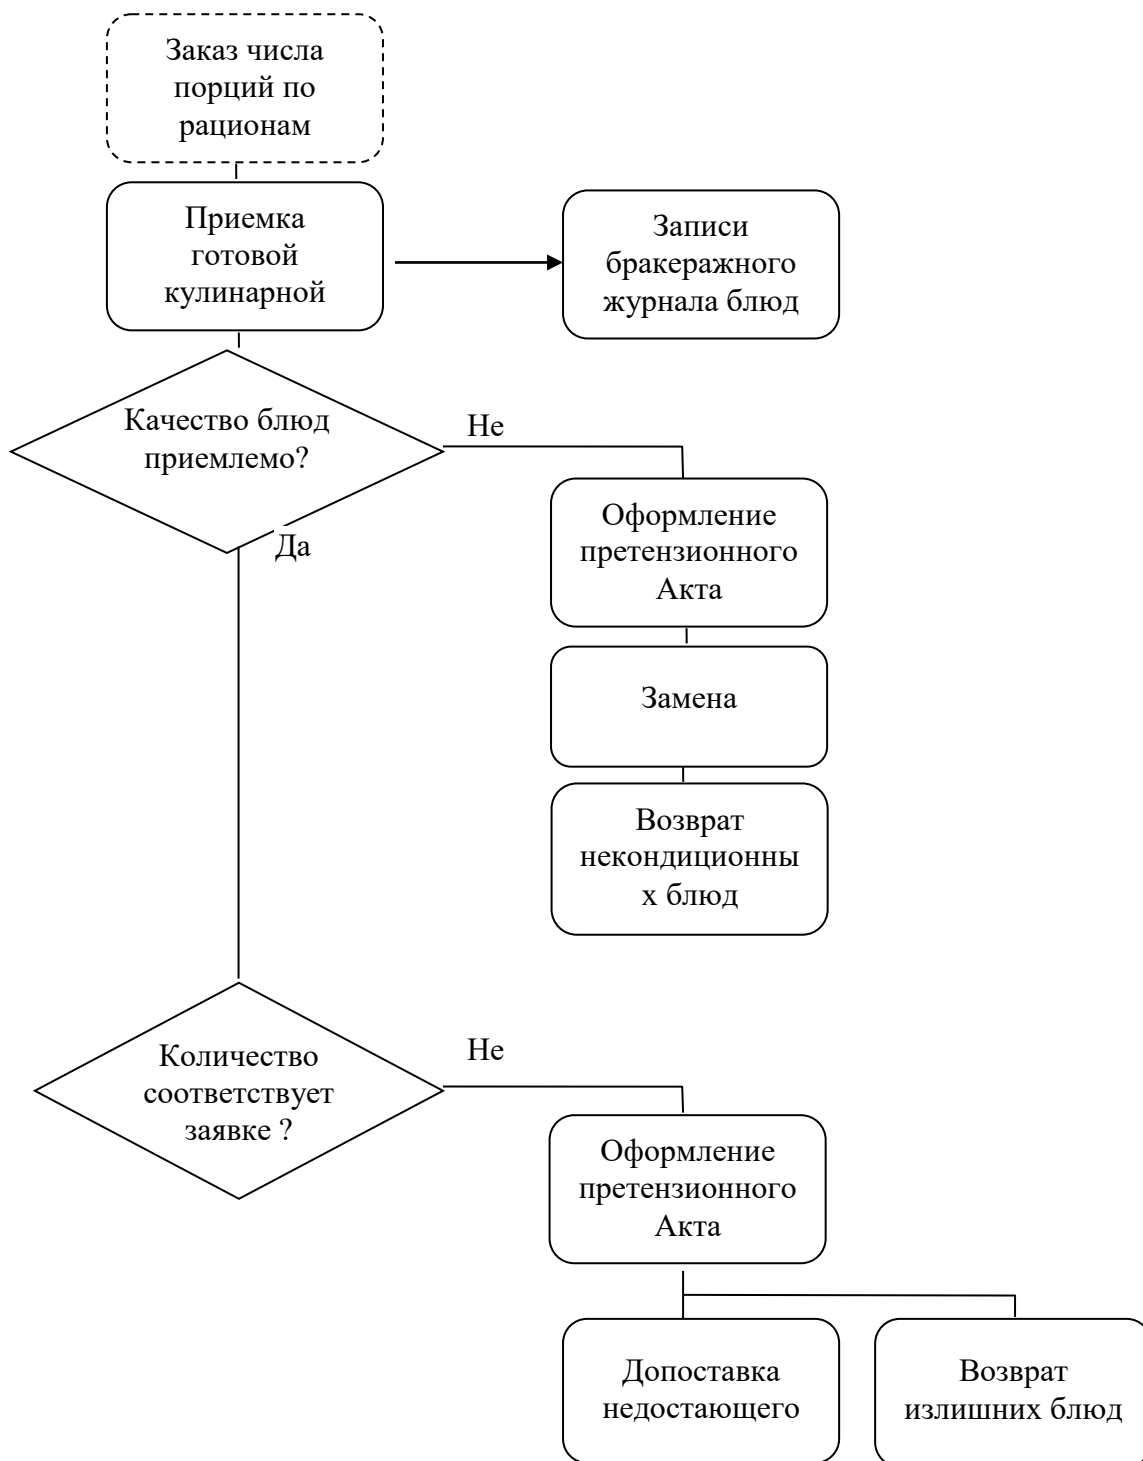 Заказ числа
порций по
рационам
Приемка
готовой
кулинарной
Записи
бракеражного
журнала блюд
Качество блюд
приемлемо?
Не
Да
Оформление
претензионного
Акта
Замена
Возврат
некондиционны
х блюд
Количество
соответствует
заявке ?
Не
Оформление
претензионного
Акта
Допоставка
недостающего
Возврат
излишних блюд